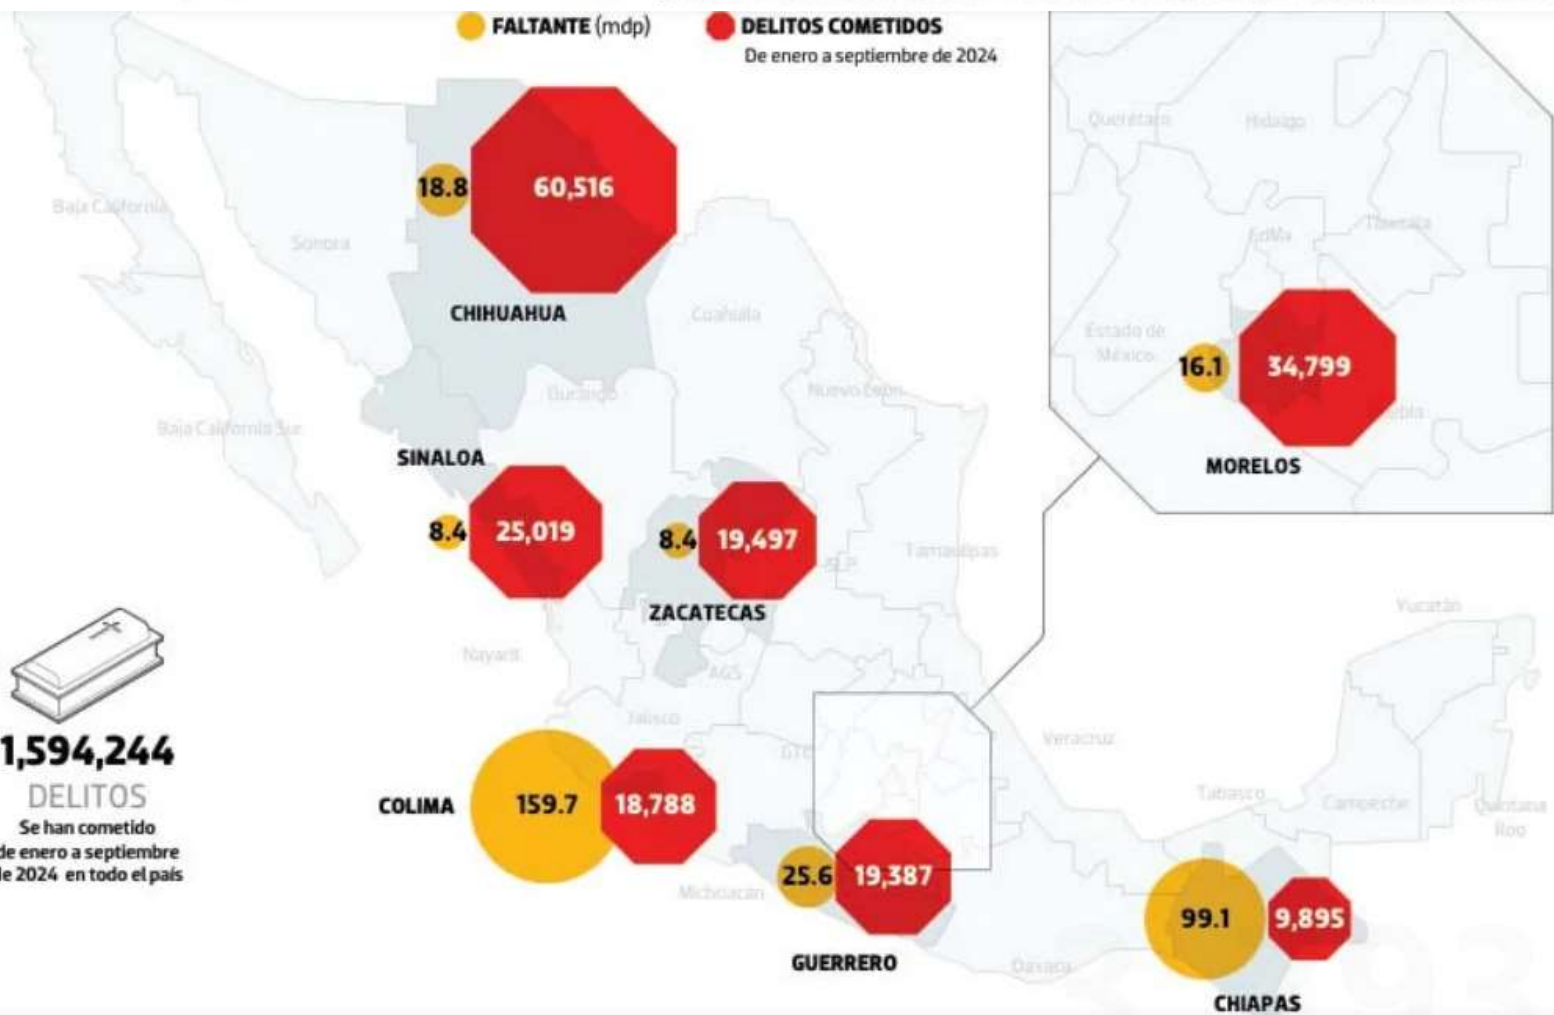 FALTANTE (mdp)
DELITOS COMETIDOS
De enero a septiembre de 2024
Querétaro
Hidalgo
EdMx
Tlaxcala
Estado de
México
16.1
34,799
MORELOS
Baja California
Sonora
18.8
60,516
CHIHUAHUA
Coahuila
Durango
Nuevo León
Baja California Sur
SINALOA
8.4
25,019
8.4
19,497
ZACATECAS
SLP
Tamaulipas
Nayarit
AGS
Jalisco
GTO
Veracruz
Yucatán
Tabasco
Campeche
Quintana
Roo
1,594,244
DELITOS
Se han cometido
de enero a septiembre
de 2024 en todo el país
COLIMA
159.7
18,788
Michoacán
25.6
19,387
GUERRERO
Oaxaca
99.1
9,895
CHIAPAS